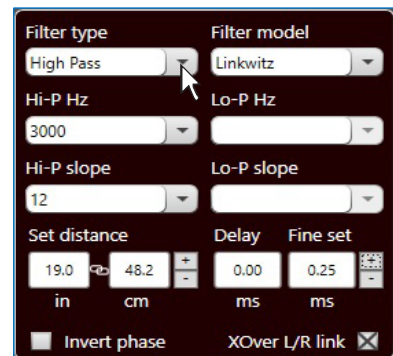 Filter type Filter model
High Pass Linkwitz
Hi-P Hz Lo-P Hz
3000
Hi-P slope Lo-P slope
12
Set distance Delay Fine set
19.0 48.2 + - 0.00 0.25 + -
in cm ms ms
Invert phase XOver L/R link